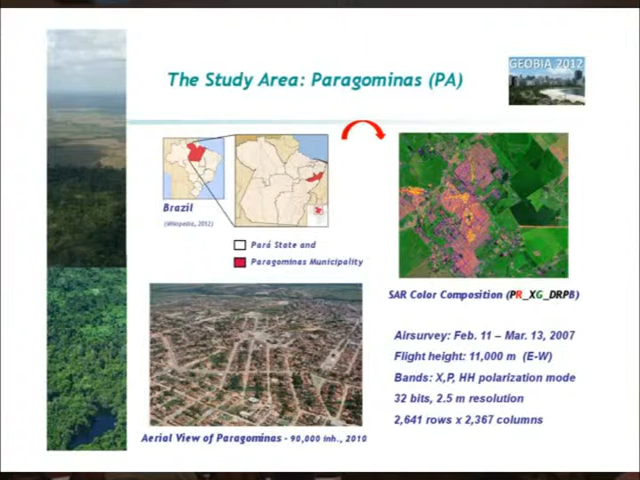 GEOBIA 2012
The Study Area: Paragominas (PA)
Brazil
(Wikipedia, 2012)
Pará State and
Paragominas Municipality
SAR Color Composition (PR_XG_DRPB)
Airsurvey: Feb. 11 – Mar. 13, 2007
Flight height: 11,000 m (E-W)
Bands: X,P, HH polarization mode
32 bits, 2.5 m resolution
2,641 rows x 2,367 columns
Aerial View of Paragominas - 90,000 inh., 2010